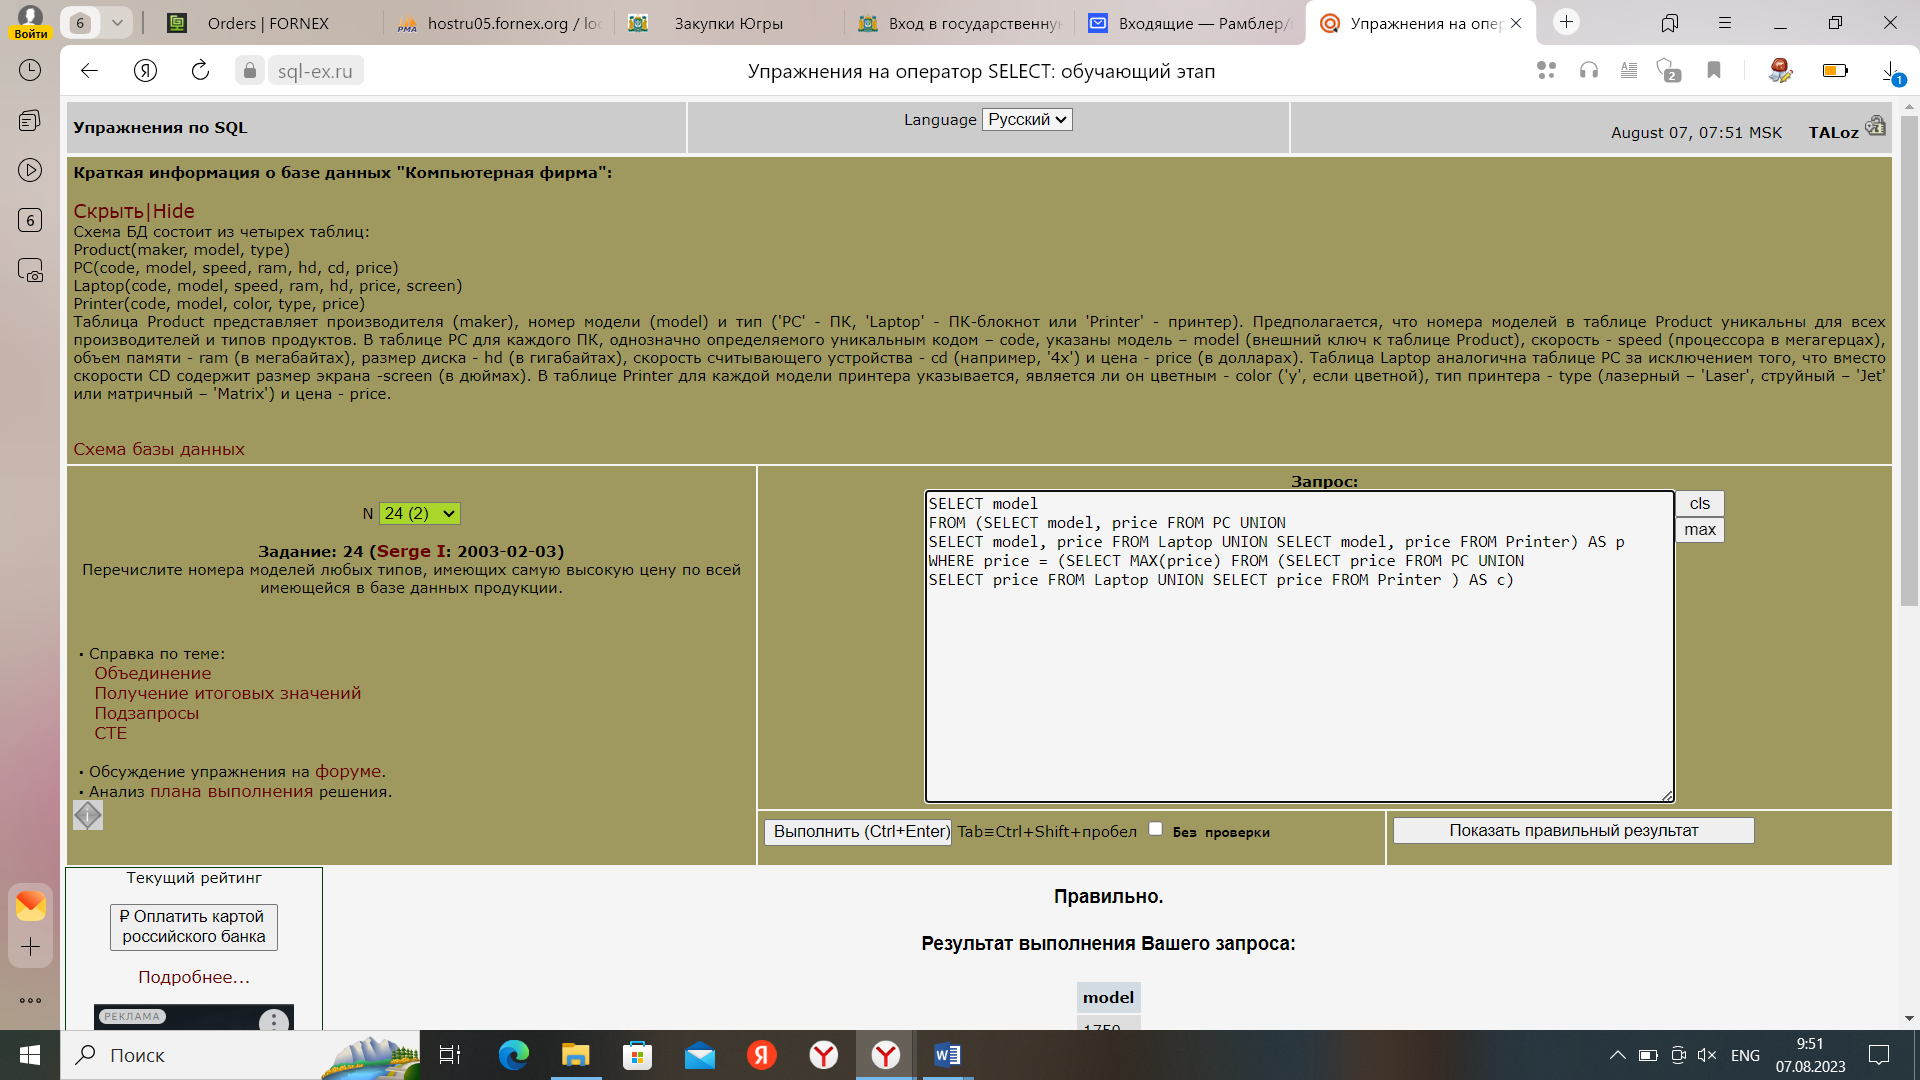 Войти
6
Orders | FORNEX
PMA
hostru05.fornex.org / loc
Закупки Югры
Вход в государственную
Входящие — Рамблер/
Упражнения на опер
sql-ex.ru
Упражнения на оператор SELECT: обучающий этап
2
1
6
Упражнения по SQL
Language Русский
August 07, 07:51 MSK TALoz
Краткая информация о базе данных "Компьютерная фирма":
Скрыть|Hide
Схема БД состоит из четырех таблиц:
Product(maker, model, type)
PC(code, model, speed, ram, hd, cd, price)
Laptop(code, model, speed, ram, hd, price, screen)
Printer(code, model, color, type, price)
Таблица Product представляет производителя (maker), номер модели (model) и тип ('PC' - ПК, 'Laptop' - ПК-блокнот или 'Printer' - принтер). Предполагается, что номера моделей в таблице Product уникальны для всех
производителей и типов продуктов. В таблице PC для каждого ПК, однозначно определяемого уникальным кодом – code, указаны модель – model (внешний ключ к таблице Product), скорость - speed (процессора в мегагерцах),
объем памяти - ram (в мегабайтах), размер диска - hd (в гигабайтах), скорость считывающего устройства - cd (например, '4x') и цена - price (в долларах). Таблица Laptop аналогична таблице РС за исключением того, что вместо
скорости CD содержит размер экрана -screen (в дюймах). В таблице Printer для каждой модели принтера указывается, является ли он цветным - color ('y', если цветной), тип принтера - type (лазерный – 'Laser', струйный – 'Jet'
или матричный – 'Matrix') и цена - price.
Схема базы данных
N 24 (2)
Задание: 24 (Serge I: 2003-02-03)
Перечислите номера моделей любых типов, имеющих самую высокую цену по всей
имеющейся в базе данных продукции.
• Справка по теме:
Объединение
Получение итоговых значений
Подзапросы
CTE
• Обсуждение упражнения на форуме.
• Анализ плана выполнения решения.
Запрос:
SELECT model
FROM (SELECT model, price FROM PC UNION
SELECT model, price FROM Laptop UNION SELECT model, price FROM Printer) AS p
WHERE price = (SELECT MAX(price) FROM (SELECT price FROM PC UNION
SELECT price FROM Laptop UNION SELECT price FROM Printer ) AS c)
cls
max
Выполнить (Ctrl+Enter) Tab≡Ctrl+Shift+пробел Без проверки
Показать правильный результат
Текущий рейтинг
₽ Оплатить картой
российского банка
Подробнее...
РЕКЛАМА
Правильно.
Результат выполнения Вашего запроса:
model
1750
Поиск
ENG
9:51
07.08.2023